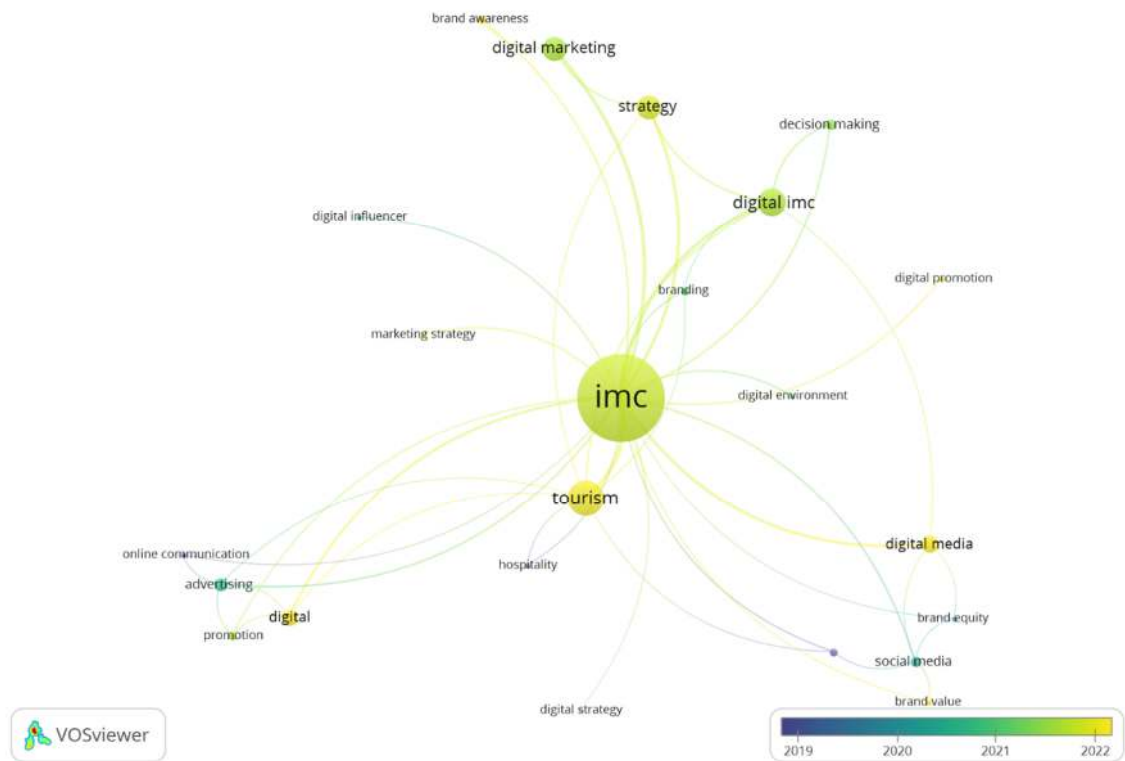 brand awareness
digital marketing
strategy
decision making
digital imc
digital influencer
digital promotion
branding
marketing strategy
imc
digital environment
tourism
digital media
online communication
hospitality
advertising
digital
brand equity
promotion
social media
brand value
digital strategy
VOSviewer
2019 2020 2021 2022